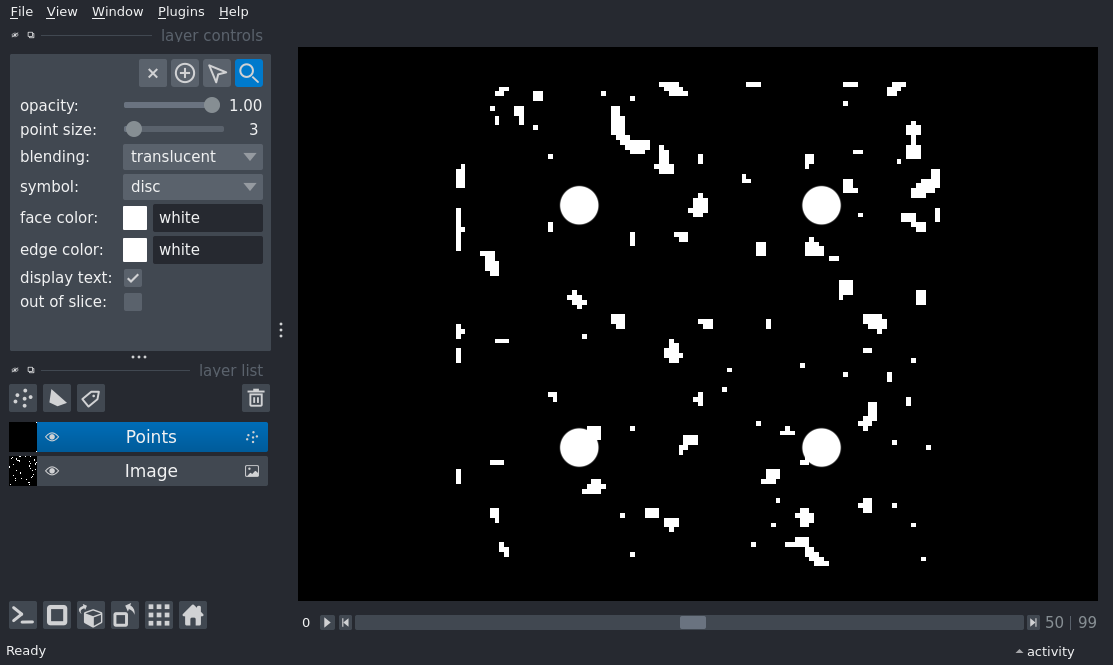 File View Window Plugins Help
layer controls
opacity: 1.00
point size: 3
blending: translucent
symbol: disc
face color: white
edge color: white
display text:
out of slice:
layer list
Points
Image
0 50 | 99
Ready activity